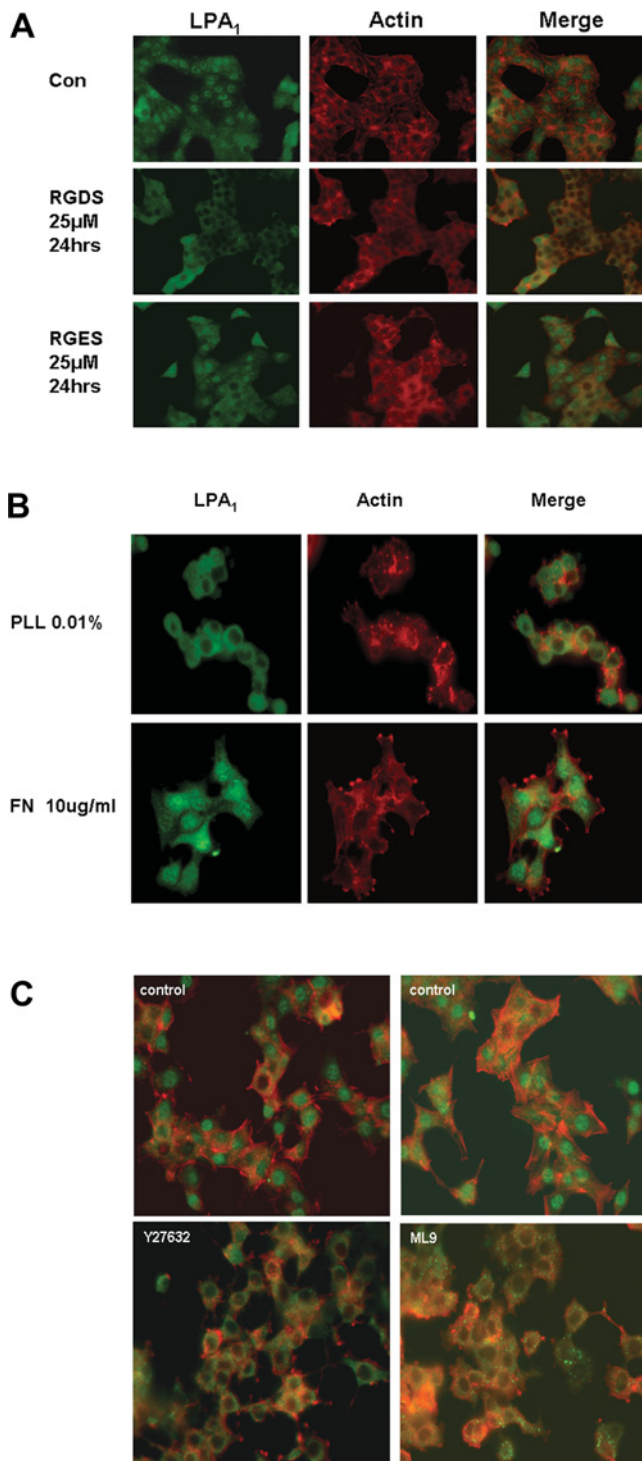 A
LPA₁ Actin Merge
Con
RGDS
25µM
24hrs
RGES
25µM
24hrs
B
LPA₁ Actin Merge
PLL 0.01%
FN 10ug/ml
C
control control
Y27632 ML9